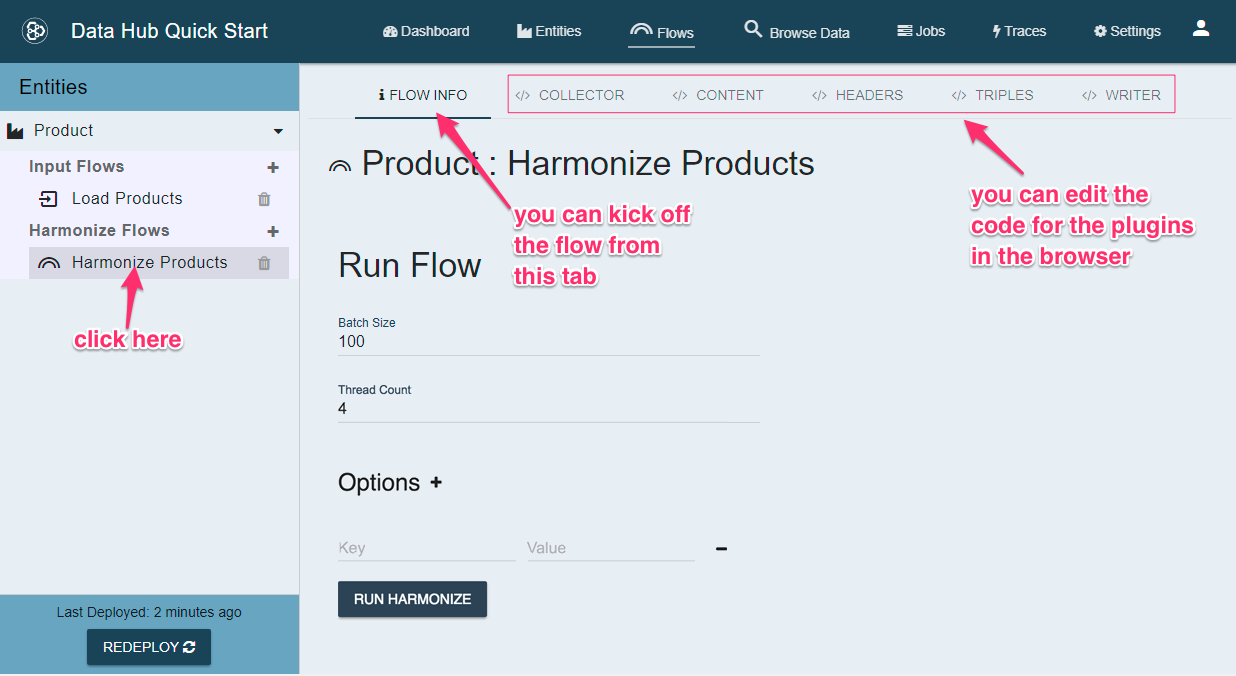 Data Hub Quick Start
Dashboard
Entities
Flows
Browse Data
Jobs
Traces
Settings
Entities
Product
Input Flows +
Load Products
Harmonize Flows +
Harmonize Products
click here
Last Deployed: 2 minutes ago
REDEPLOY
FLOW INFO
</> COLLECTOR
</> CONTENT
</> HEADERS
</> TRIPLES
</> WRITER
Product : Harmonize Products
you can kick off
the flow from
this tab
you can edit the
code for the plugins
in the browser
Run Flow
Batch Size
100
Thread Count
4
Options +
Key
Value
RUN HARMONIZE